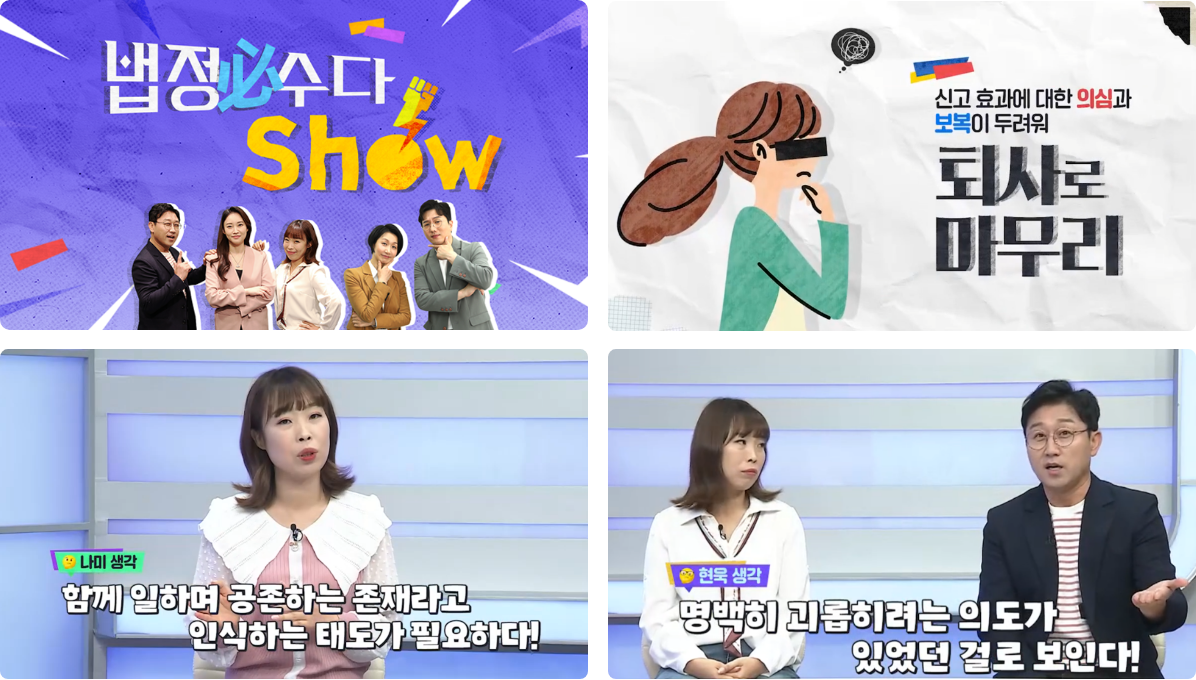 법정必수다
Show
신고 효과에 대한 의심과
보복이 두려워
퇴사로
마무리
나미 생각
함께 일하며 공존하는 존재라고
인식하는 태도가 필요하다!
현욱 생각
명백히 괴롭히려는 의도가
있었던 걸로 보인다!